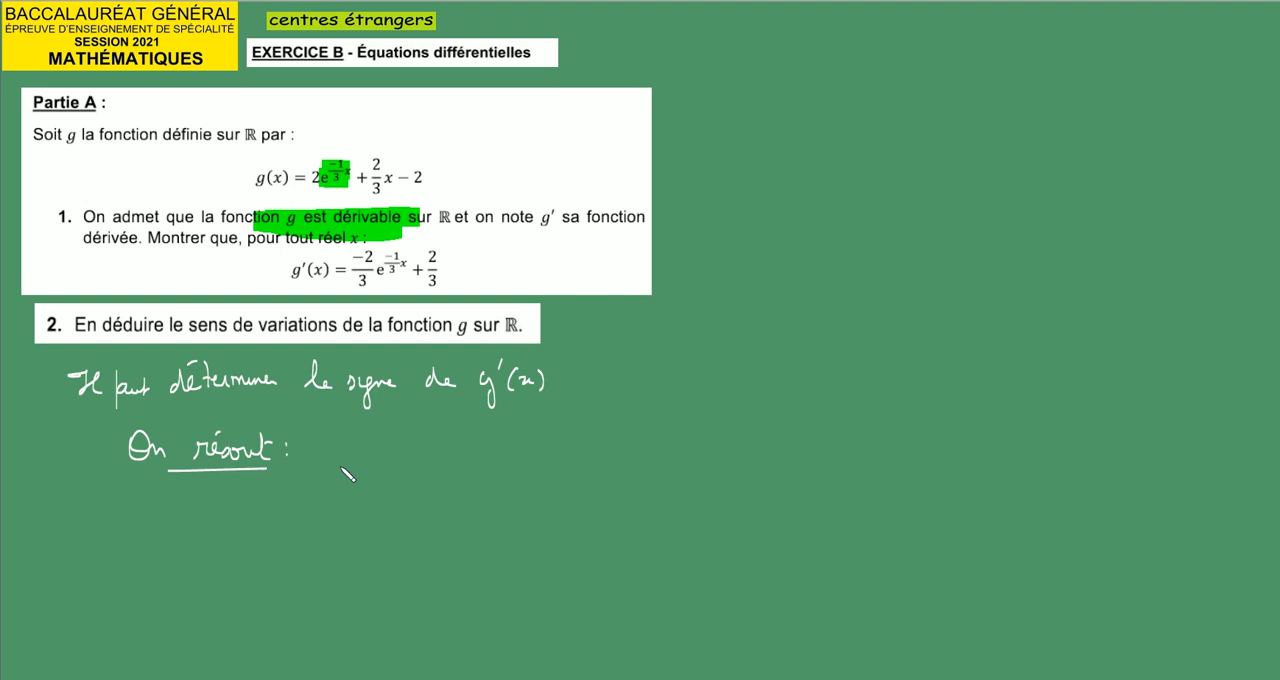 BACCALAURÉAT GÉNÉRAL
ÉPREUVE D'ENSEIGNEMENT DE SPÉCIALITÉ
SESSION 2021
MATHÉMATIQUES
centres étrangers
EXERCICE B - Équations différentielles
Partie A :
Soit g la fonction définie sur ℝ par :
g(x) = 2e^(-1/3 x) + 2/3 x − 2
1. On admet que la fonction g est dérivable sur ℝ et on note g′ sa fonction
dérivée. Montrer que, pour tout réel x :
g′(x) = -2/3 e^(-1/3 x) + 2/3
2. En déduire le sens de variations de la fonction g sur ℝ.
Il faut déterminer le signe de g'(x)
On résout :